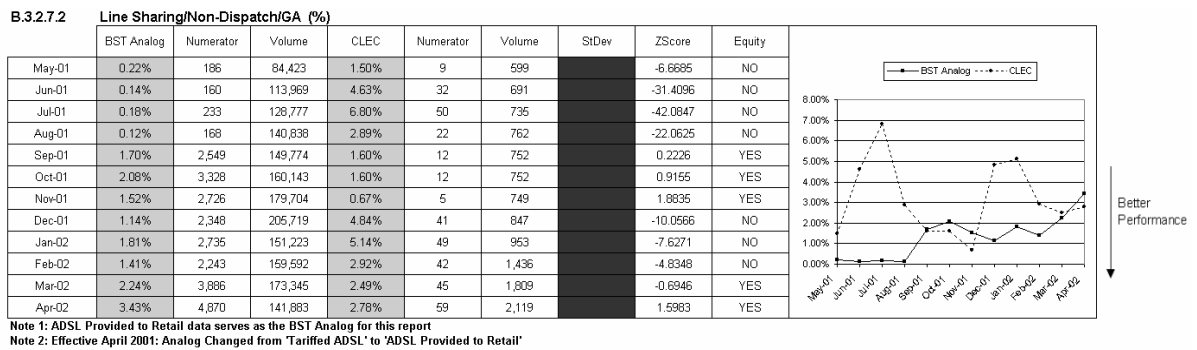 B.3.2.7.2 Line Sharing/Non-Dispatch/GA (%)
BST Analog Numerator Volume CLEC Numerator Volume StDev ZScore Equity
May-01 0.22% 186 84,423 1.50% 9 599 -6.6685 NO
Jun-01 0.14% 160 113,969 4.63% 32 691 -31.4096 NO
Jul-01 0.18% 233 128,777 6.80% 50 735 -42.0847 NO
Aug-01 0.12% 168 140,838 2.89% 22 762 -22.0625 NO
Sep-01 1.70% 2,549 149,774 1.60% 12 752 0.2226 YES
Oct-01 2.08% 3,328 160,143 1.60% 12 752 0.9155 YES
Nov-01 1.52% 2,726 179,704 0.67% 5 749 1.8835 YES
Dec-01 1.14% 2,348 205,719 4.84% 41 847 -10.0566 NO
Jan-02 1.81% 2,735 151,223 5.14% 49 953 -7.6271 NO
Feb-02 1.41% 2,243 159,592 2.92% 42 1,436 -4.8348 NO
Mar-02 2.24% 3,886 173,345 2.49% 45 1,809 -0.6946 YES
Apr-02 3.43% 4,870 141,883 2.78% 59 2,119 1.5983 YES
BST Analog CLEC
8.00%
7.00%
6.00%
5.00%
4.00%
3.00%
2.00%
1.00%
0.00%
May-01 Jun-01 Jul-01 Aug-01 Sep-01 Oct-01 Nov-01 Dec-01 Jan-02 Feb-02 Mar-02 Apr-02
Better
Performance
Note 1: ADSL Provided to Retail data serves as the BST Analog for this report
Note 2: Effective April 2001: Analog Changed from 'Tariffed ADSL' to 'ADSL Provided to Retail'